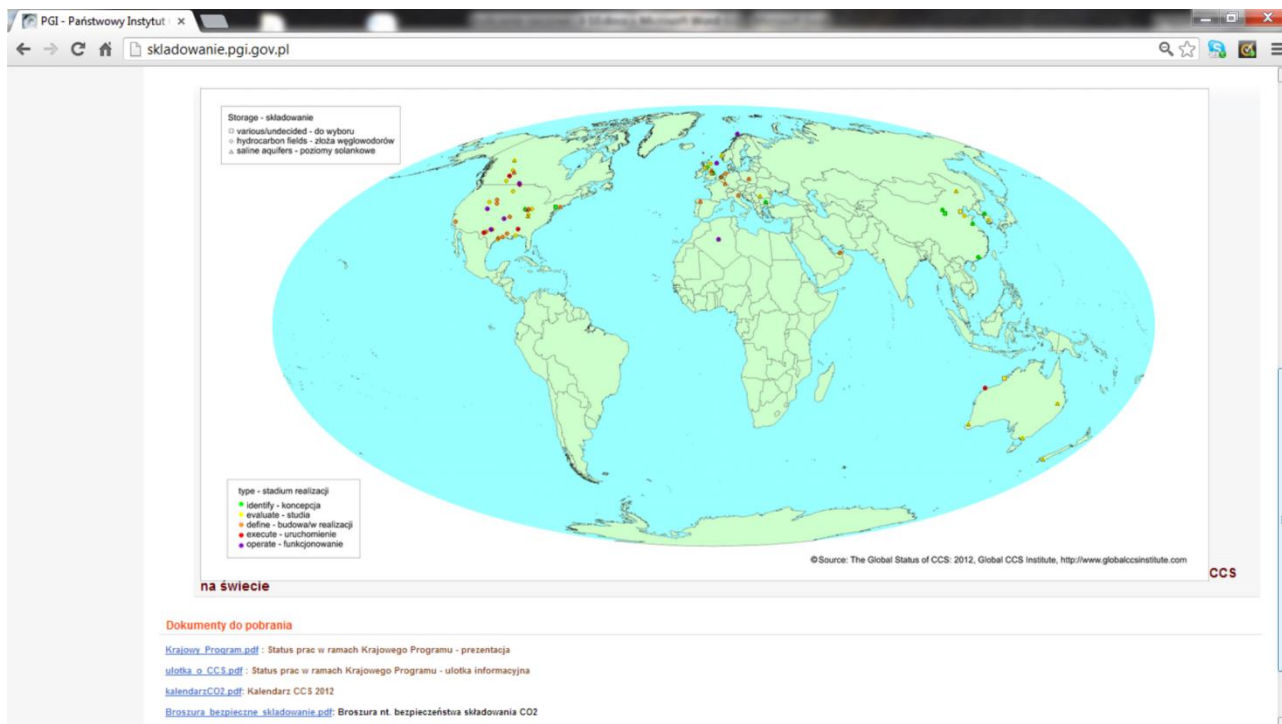 PGI - Państwowy Instytut
skladowanie.pgi.gov.pl
Storage - składowanie
various/undecided - do wyboru
hydrocarbon fields - złoża węglowodorów
saline aquifers - poziomy solankowe
type - stadium realizacji
identify - koncepcja
evaluate - studia
define - budowa/w realizacji
execute - uruchomienie
operate - funkcjonowanie
©Source: The Global Status of CCS: 2012, Global CCS Institute, http://www.globalccsinstitute.com
CCS
na świecie
Dokumenty do pobrania
Krajowy_Program.pdf : Status prac w ramach Krajowego Programu - prezentacja
ulotka_o_CCS.pdf : Status prac w ramach Krajowego Programu - ulotka informacyjna
kalendarzCO2.pdf: Kalendarz CCS 2012
Broszura_bezpieczne_skladowanie.pdf: Broszura nt. bezpieczeństwa składowania CO2